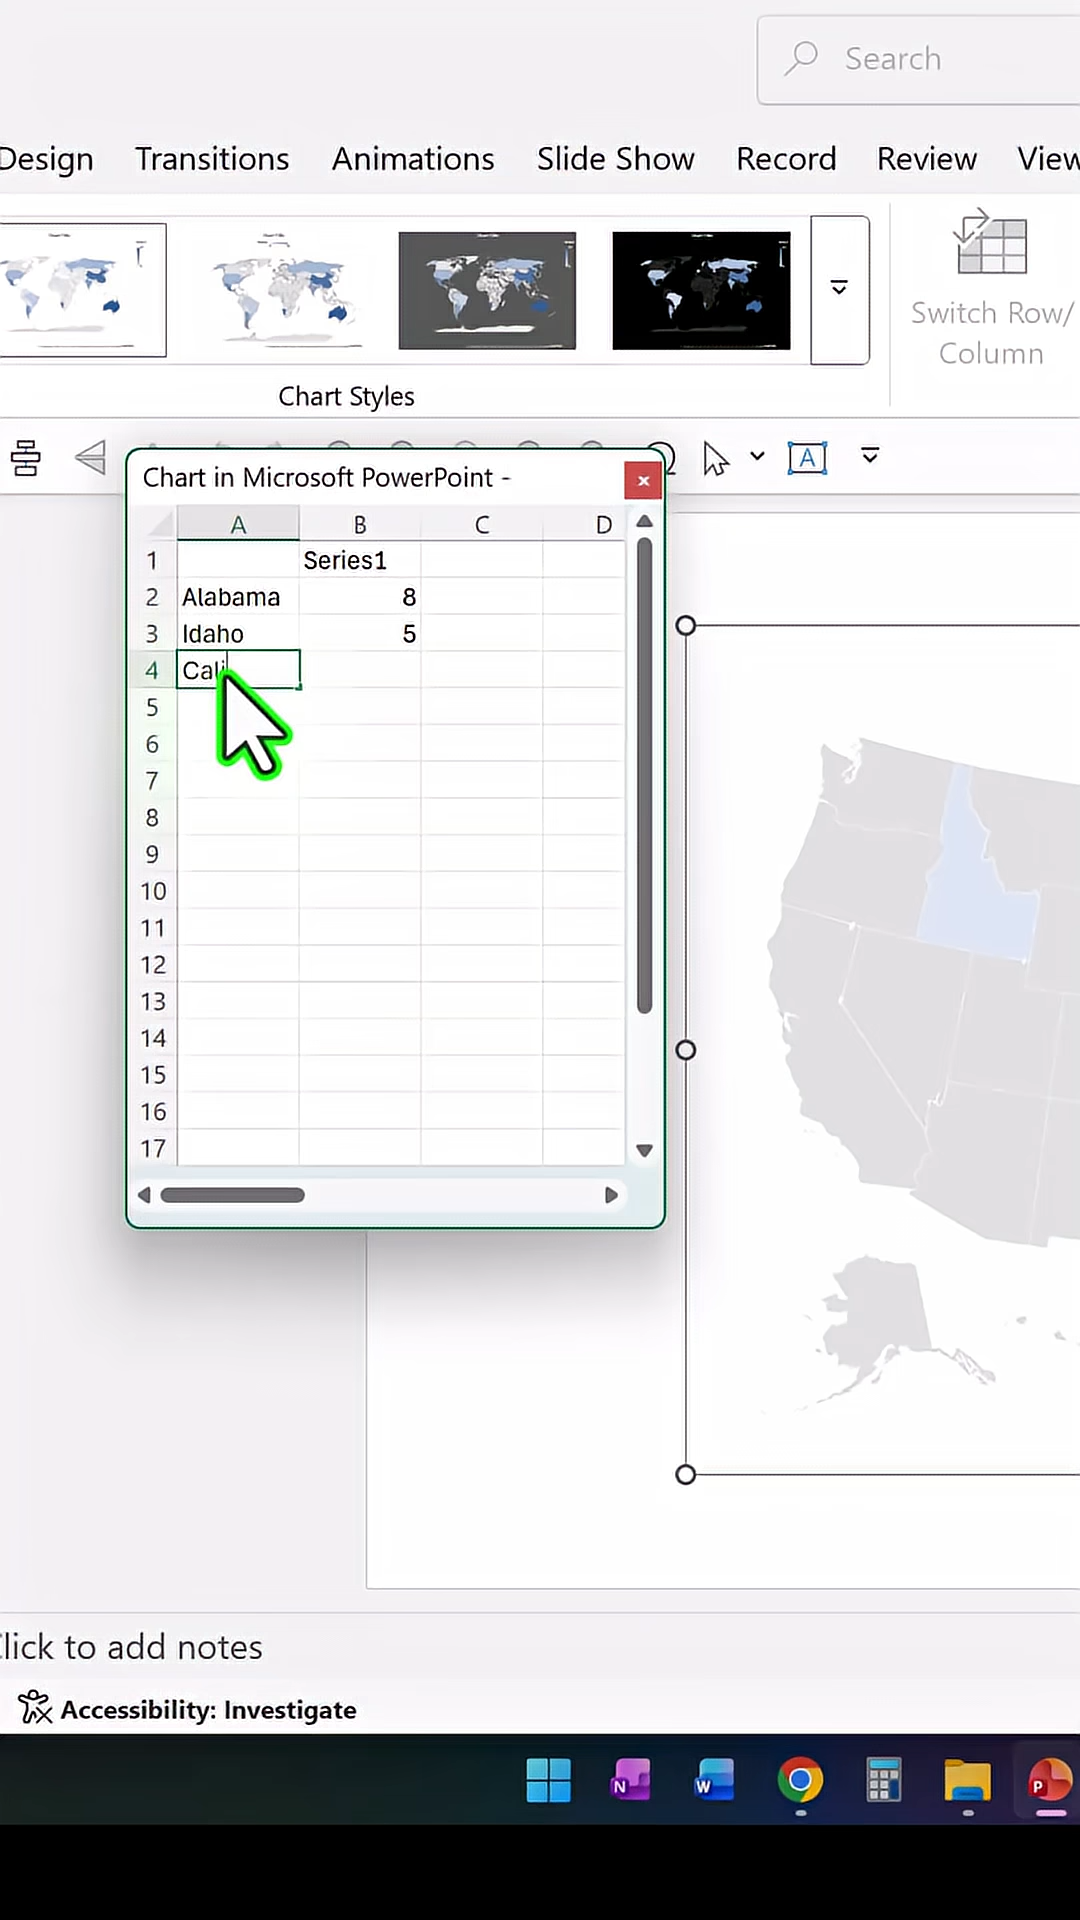 Search
Design Transitions Animations Slide Show Record Review View
Chart Styles
Switch Row/
Column
A
Chart in Microsoft PowerPoint -
A B C D
1 Series1
2 Alabama 8
3 Idaho 5
4 Cali
5
6
7
8
9
10
11
12
13
14
15
16
17
lick to add notes
Accessibility: Investigate
N W P